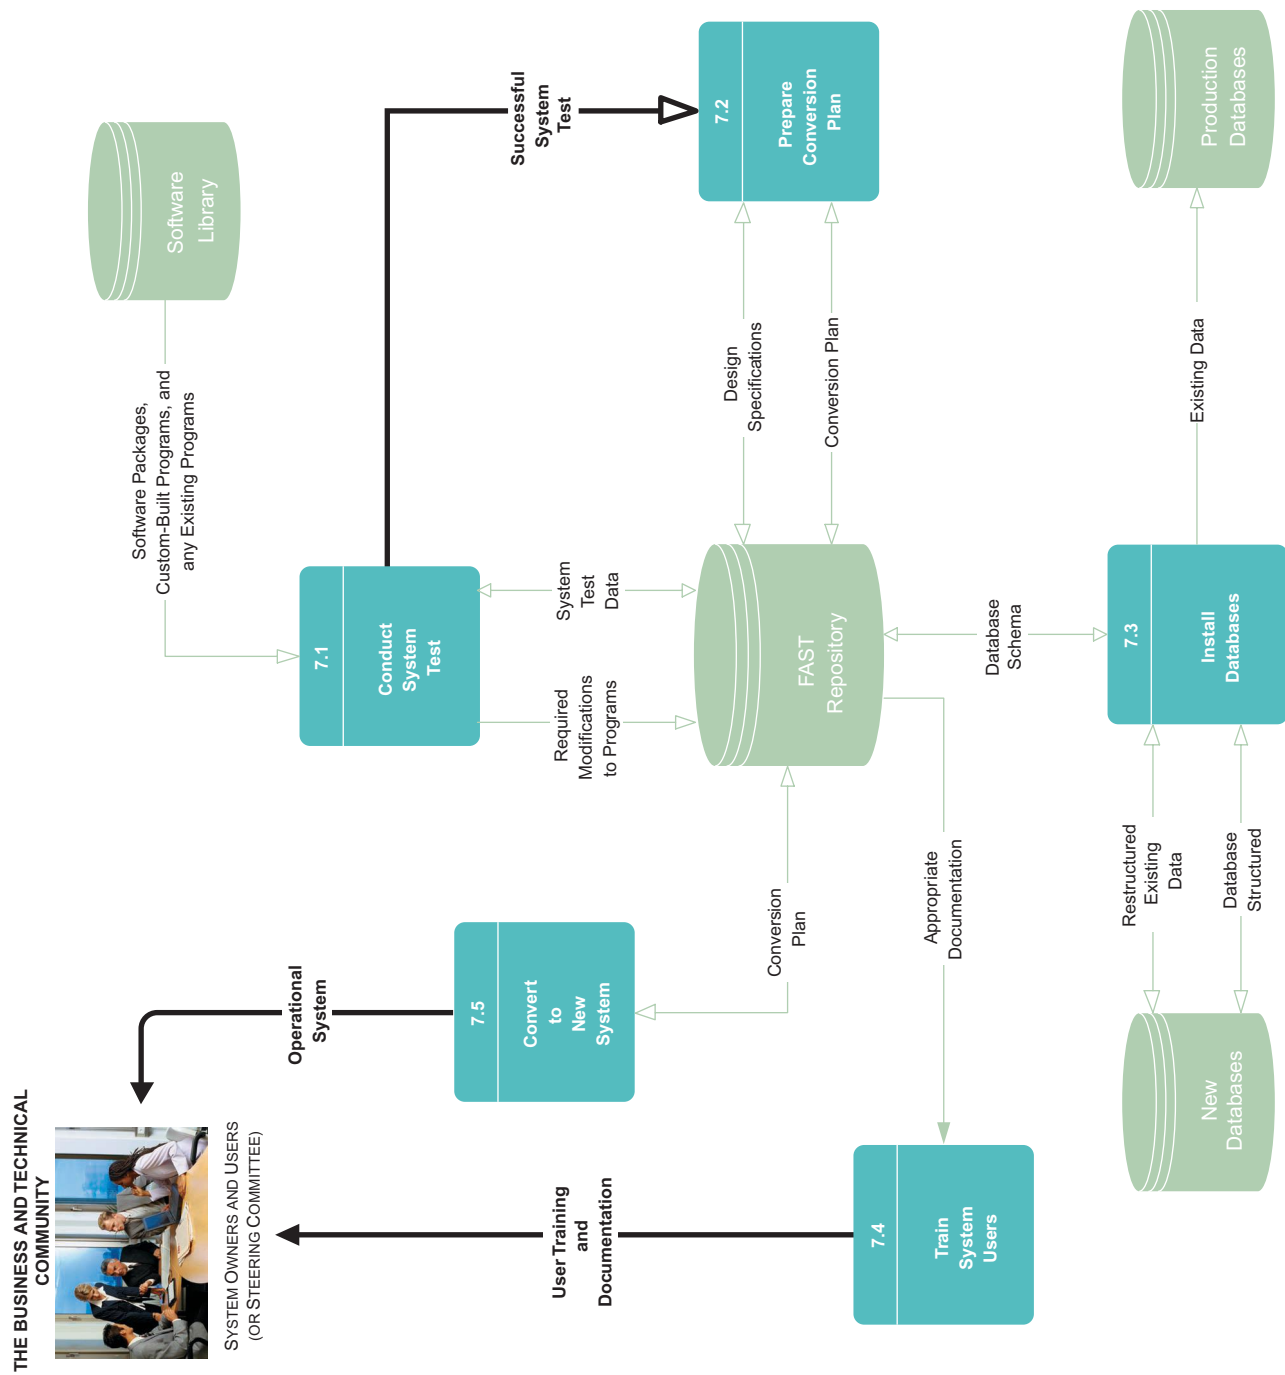 THE BUSINESS AND TECHNICAL
COMMUNITY
SYSTEM OWNERS AND USERS
(OR STEERING COMMITTEE)
Operational
System
User Training
and
Documentation
7.5
Convert
to
New
System
7.4
Train
System
Users
Conversion
Plan
Appropriate
Documentation
New
Databases
Restructured
Existing
Data
Database
Structured
Software Packages,
Custom-Built Programs, and
any Existing Programs
Software
Library
7.1
Conduct
System
Test
Required
Modifications
to Programs
System
Test
Data
FAST
Repository
Database
Schema
7.3
Install
Databases
Successful
System
Test
7.2
Prepare
Conversion
Plan
Design
Specifications
Conversion Plan
Existing Data
Production
Databases